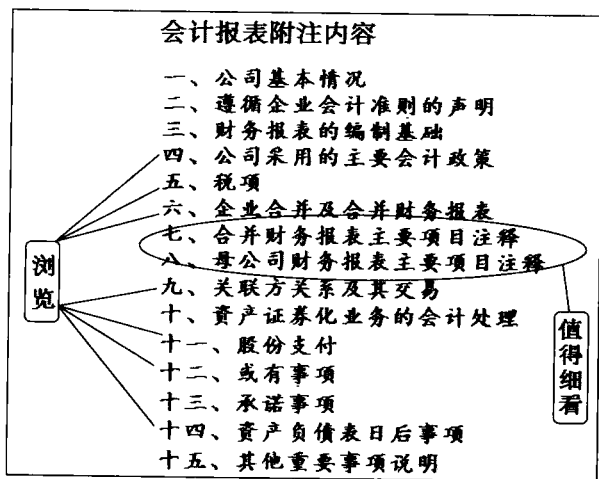 会计报表附注内容
一、公司基本情况
二、遵循企业会计准则的声明
三、财务报表的编制基础
四、公司采用的主要会计政策
五、税项
六、企业合并及合并财务报表
七、合并财务报表主要项目注释
八、母公司财务报表主要项目注释
九、关联方关系及其交易
十、资产证券化业务的会计处理
十一、股份支付
十二、或有事项
十三、承诺事项
十四、资产负债表日后事项
十五、其他重要事项说明
浏览
值得细看